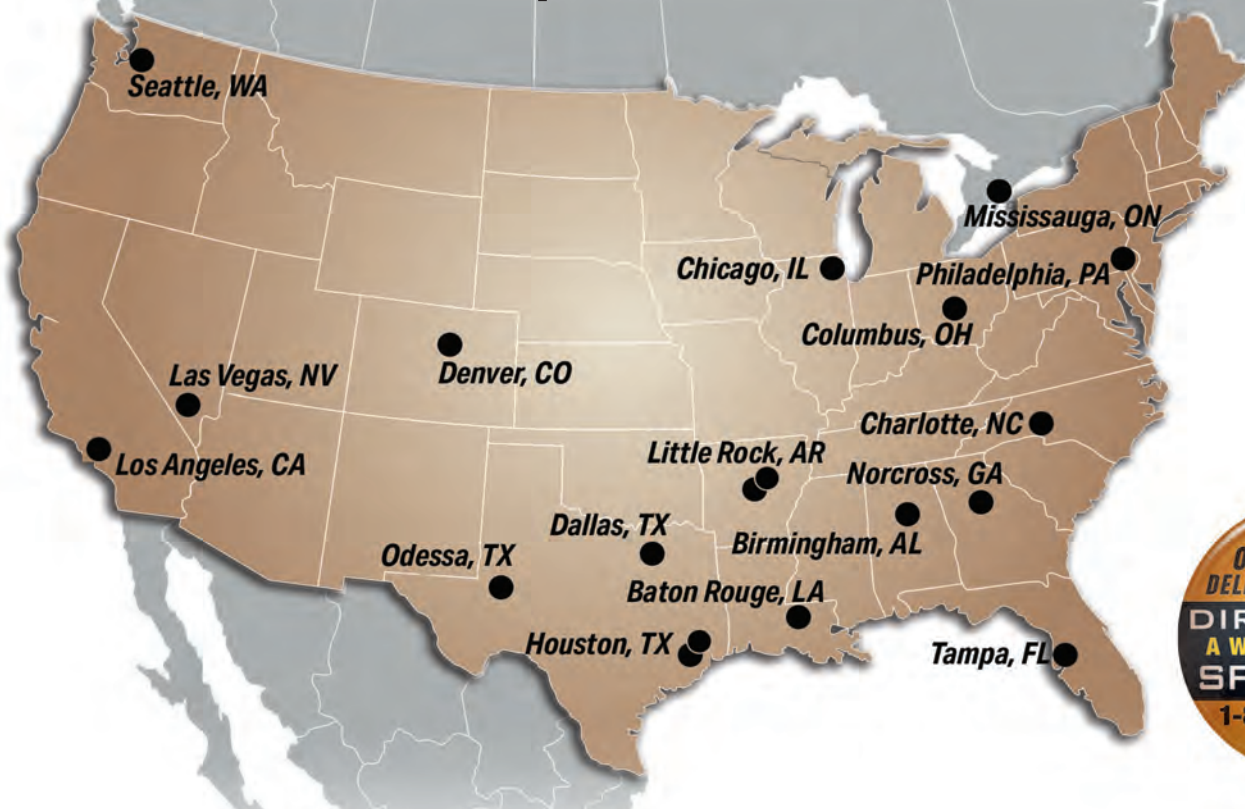 Seattle, WA
Mississauga, ON
Chicago, IL
Philadelphia, PA
Columbus, OH
Las Vegas, NV
Denver, CO
Charlotte, NC
Little Rock, AR
Los Angeles, CA
Norcross, GA
Dallas, TX
Birmingham, AL
Odessa, TX
Baton Rouge, LA
Houston, TX
Tampa, FL